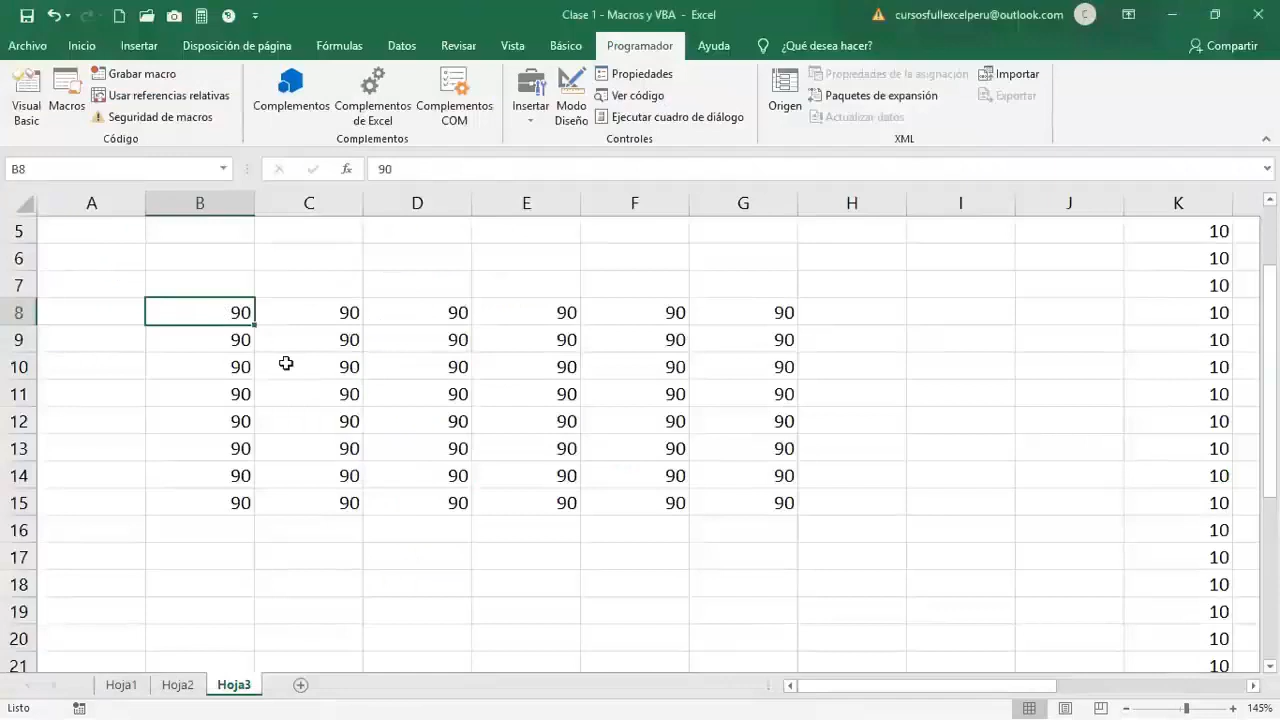 Clase 1 - Macros y VBA - Excel
cursosfullexcelperu@outlook.com
C
Archivo Inicio Insertar Disposición de página Fórmulas Datos Revisar Vista Básico Programador Ayuda ¿Qué desea hacer? Compartir
Visual Basic
Macros
Grabar macro
Usar referencias relativas
Seguridad de macros
Código
Complementos
Complementos de Excel
Complementos COM
Complementos
Insertar
Modo Diseño
Propiedades
Ver código
Ejecutar cuadro de diálogo
Controles
Origen
Propiedades de la asignación
Paquetes de expansión
Actualizar datos
Importar
Exportar
XML
B8 fx 90
A B C D E F G H I J K
5 10
6 10
7 10
8 90 90 90 90 90 90 10
9 90 90 90 90 90 90 10
10 90 90 90 90 90 90 10
11 90 90 90 90 90 90 10
12 90 90 90 90 90 90 10
13 90 90 90 90 90 90 10
14 90 90 90 90 90 90 10
15 90 90 90 90 90 90 10
16 10
17 10
18 10
19 10
20 10
21 10
Hoja1 Hoja2 Hoja3
Listo 145%